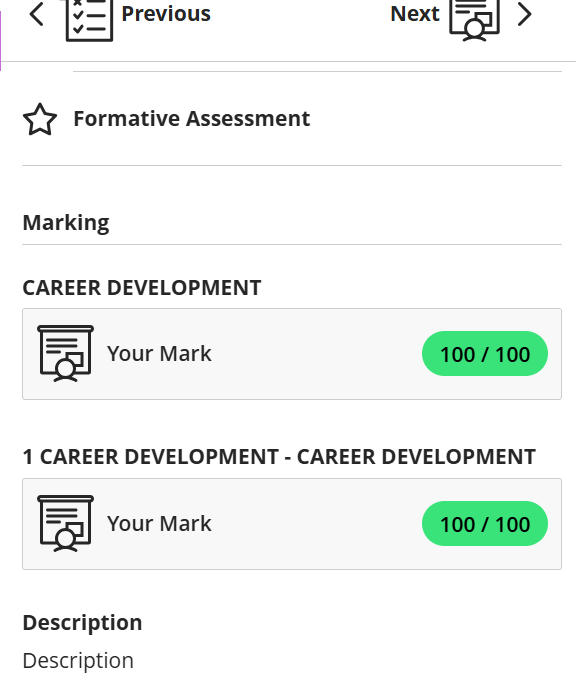 Previous Next
Formative Assessment
Marking
CAREER DEVELOPMENT
Your Mark 100 / 100
1 CAREER DEVELOPMENT - CAREER DEVELOPMENT
Your Mark 100 / 100
Description
Description